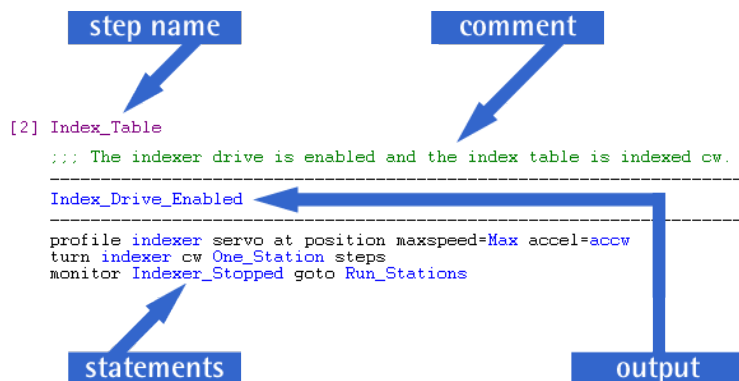 step name
comment
[2] Index_Table
;;; The indexer drive is enabled and the index table is indexed cw.
Index_Drive_Enabled
profile indexer servo at position maxspeed=Max accel=accw
turn indexer cw One_Station steps
monitor Indexer_Stopped goto Run_Stations
statements
output